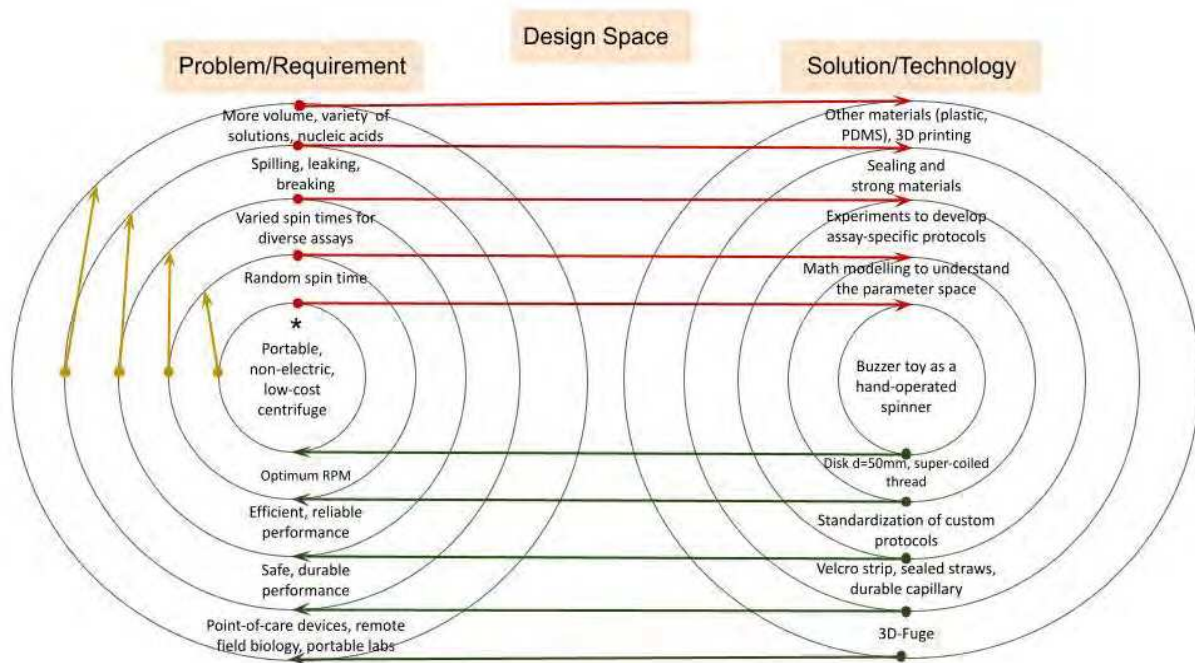 Design Space
Problem/Requirement
Solution/Technology
More volume, variety of
solutions, nucleic acids
Other materials (plastic,
PDMS), 3D printing
Spilling, leaking,
breaking
Sealing and
strong materials
Varied spin times for
diverse assays
Experiments to develop
assay-specific protocols
Random spin time
Math modelling to understand
the parameter space
*
Portable,
non-electric,
low-cost
centrifuge
Buzzer toy as a
hand-operated
spinner
Optimum RPM
Disk d=50mm, super-coiled
thread
Efficient, reliable
performance
Standardization of custom
protocols
Safe, durable
performance
Velcro strip, sealed straws,
durable capillary
Point-of-care devices, remote
field biology, portable labs
3D-Fuge